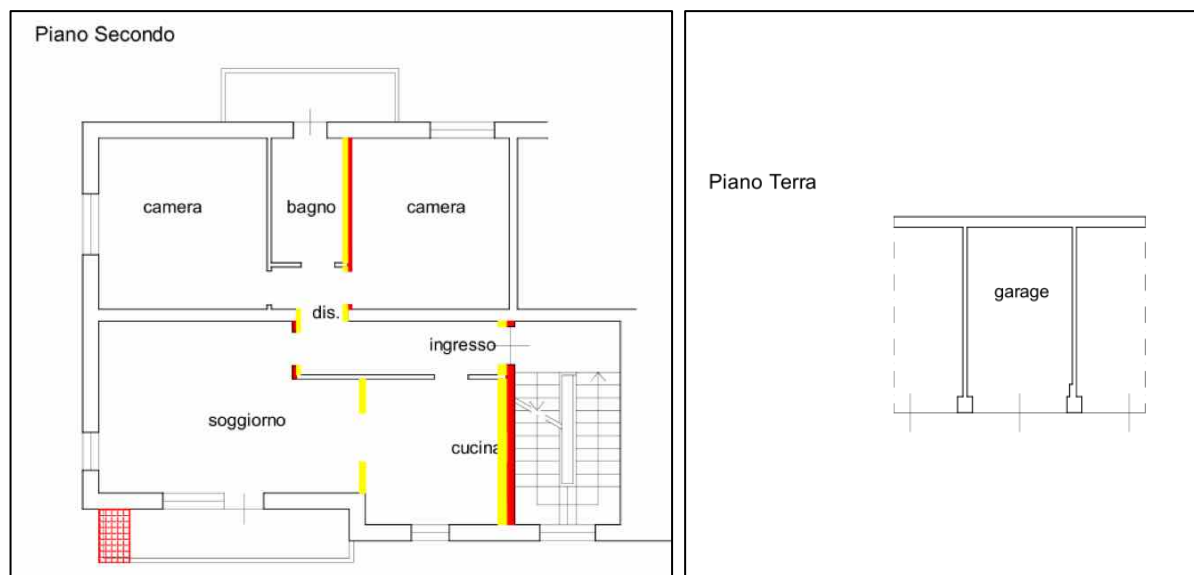 Piano Secondo
camera
bagno
camera
dis.
ingresso
soggiorno
cucina
Piano Terra
garage